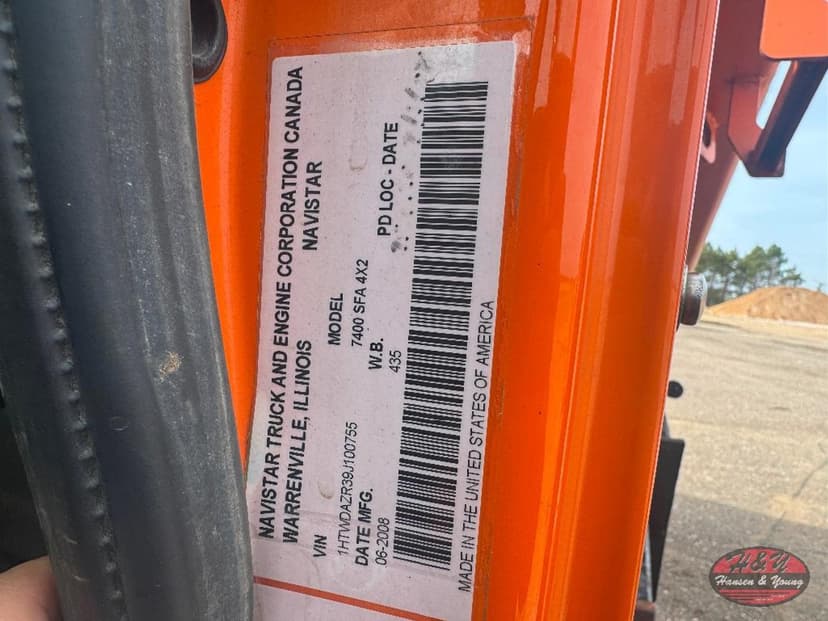 NAVISTAR TRUCK AND ENGINE CORPORATION CANADA
WARRENVILLE, ILLINOIS NAVISTAR
VIN MODEL
1HTWDAZR39J100755 7400 SFA 4X2
DATE MFG. W.B. PD LOC - DATE
06-2008 435
MADE IN THE UNITED STATES OF AMERICA
H&Y
Hansen & Young